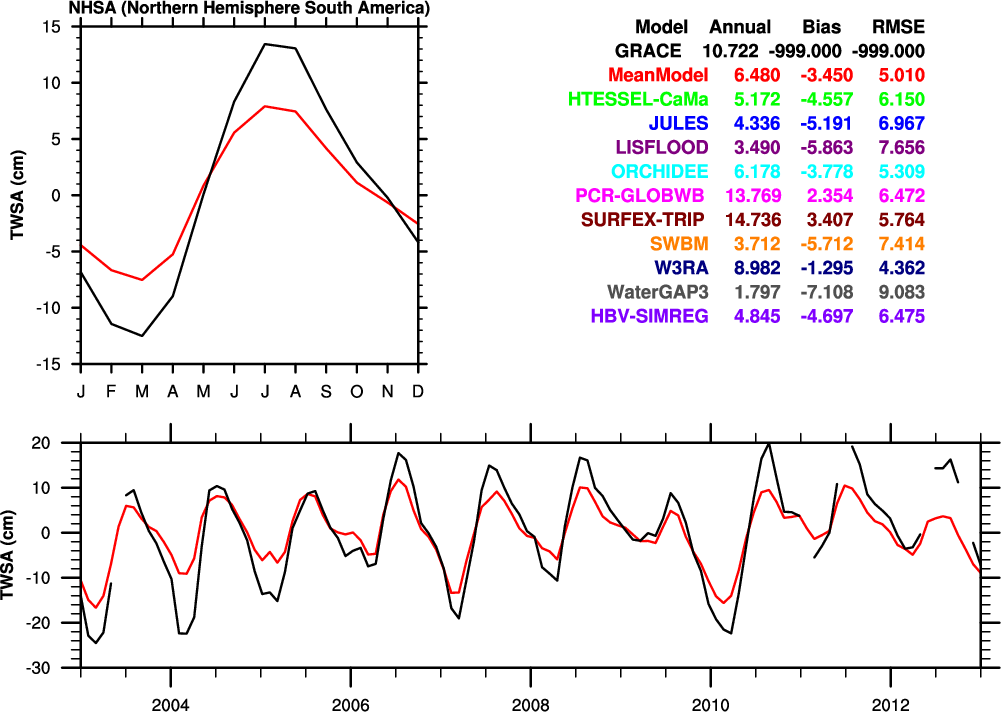 NHSA (Northern Hemisphere South America)
15
10
5
0
-5
-10
-15
TWSA (cm)
J F M A M J J A S O N D
Model Annual Bias RMSE
GRACE 10.722 -999.000 -999.000
MeanModel 6.480 -3.450 5.010
HTESSEL-CaMa 5.172 -4.557 6.150
JULES 4.336 -5.191 6.967
LISFLOOD 3.490 -5.863 7.656
ORCHIDEE 6.178 -3.778 5.309
PCR-GLOBWB 13.769 2.354 6.472
SURFEX-TRIP 14.736 3.407 5.764
SWBM 3.712 -5.712 7.414
W3RA 8.982 -1.295 4.362
WaterGAP3 1.797 -7.108 9.083
HBV-SIMREG 4.845 -4.697 6.475
20
10
0
-10
-20
-30
TWSA (cm)
2004 2006 2008 2010 2012